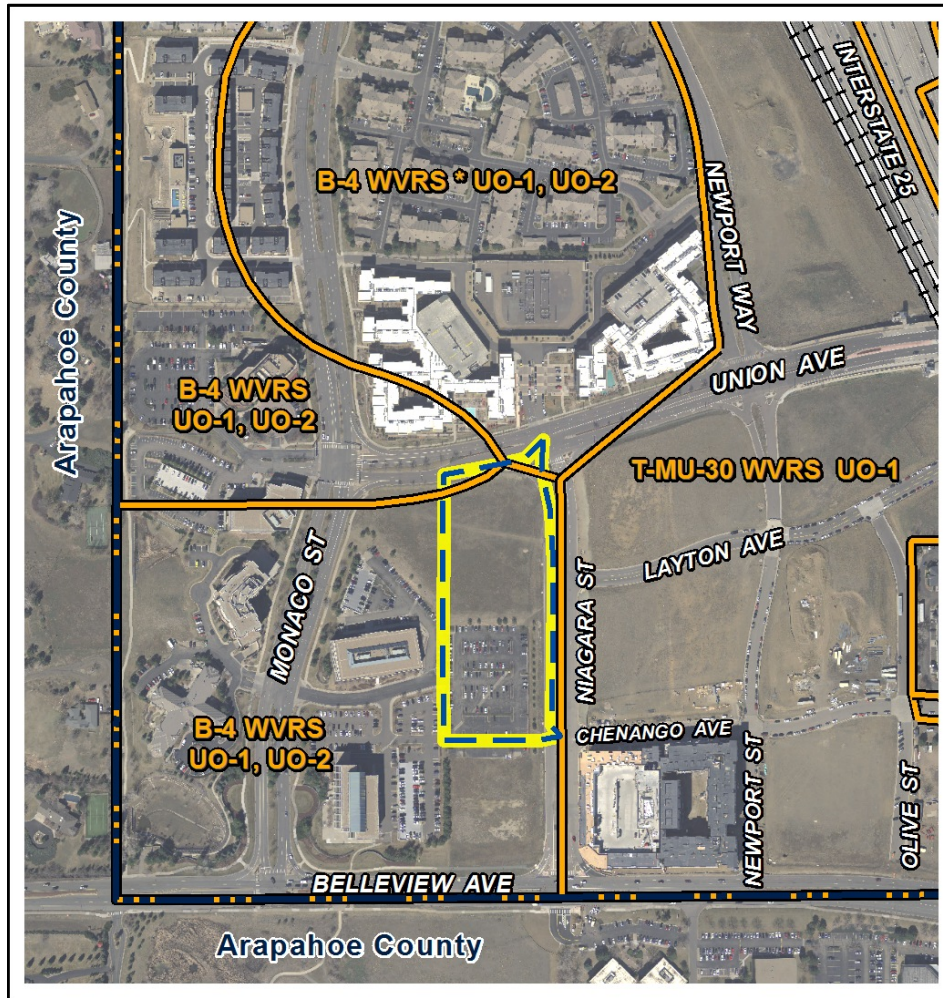 INTERSTATE 25
B-4 WVRS * UO-1, UO-2
NEWPORT WAY
Arapahoe County
UNION AVE
B-4 WVRS
UO-1, UO-2
T-MU-30 WVRS UO-1
MONACO ST
NIAGARA ST
LAYTON AVE
B-4 WVRS
UO-1, UO-2
CHENANGO AVE
NEWPORT ST
OLIVE ST
BELLEVIEW AVE
Arapahoe County